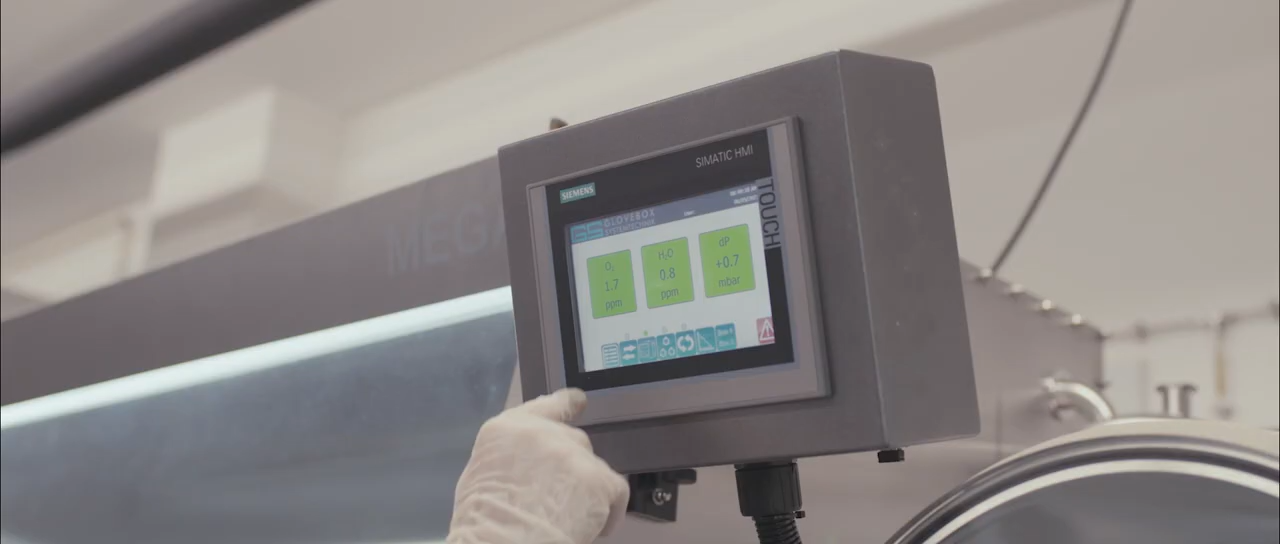 MEGA
SIMATIC HMI
SIEMENS
TOUCH
GS GLOVEBOX
SYSTEMTECHNIK
O₂
1.7
ppm
H₂O
0.8
ppm
dP
+0.7
mbar